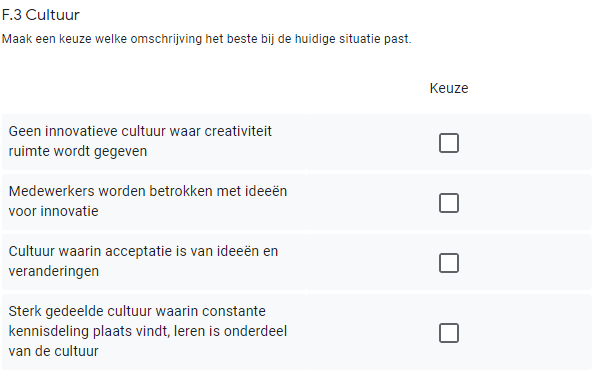 F.3 Cultuur
Maak een keuze welke omschrijving het beste bij de huidige situatie past.
Keuze
Geen innovatieve cultuur waar creativiteit
ruimte wordt gegeven
Medewerkers worden betrokken met ideeën
voor innovatie
Cultuur waarin acceptatie is van ideeën en
veranderingen
Sterk gedeelde cultuur waarin constante
kennisdeling plaats vindt, leren is onderdeel
van de cultuur